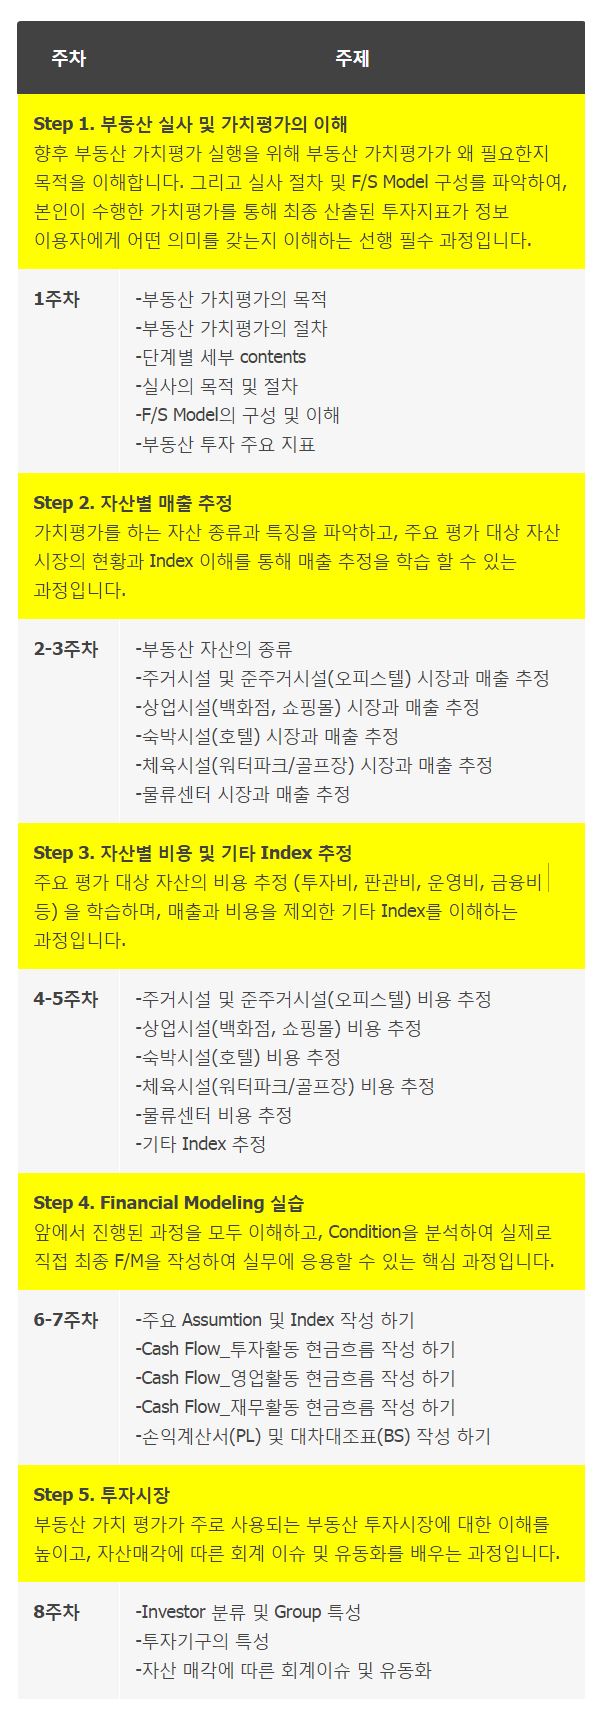 주차 주제
Step 1. 부동산 실사 및 가치평가의 이해
향후 부동산 가치평가 실행을 위해 부동산 가치평가가 왜 필요한지
목적을 이해합니다. 그리고 실사 절차 및 F/S Model 구성를 파악하여,
본인이 수행한 가치평가를 통해 최종 산출된 투자지표가 정보
이용자에게 어떤 의미를 갖는지 이해하는 선행 필수 과정입니다.
1주차 -부동산 가치평가의 목적
-부동산 가치평가의 절차
-단계별 세부 contents
-실사의 목적 및 절차
-F/S Model의 구성 및 이해
-부동산 투자 주요 지표
Step 2. 자산별 매출 추정
가치평가를 하는 자산 종류과 특징을 파악하고, 주요 평가 대상 자산
시장의 현황과 Index 이해를 통해 매출 추정을 학습 할 수 있는
과정입니다.
2-3주차 -부동산 자산의 종류
-주거시설 및 준주거시설(오피스텔) 시장과 매출 추정
-상업시설(백화점, 쇼핑몰) 시장과 매출 추정
-숙박시설(호텔) 시장과 매출 추정
-체육시설(워터파크/골프장) 시장과 매출 추정
-물류센터 시장과 매출 추정
Step 3. 자산별 비용 및 기타 Index 추정
주요 평가 대상 자산의 비용 추정 (투자비, 판관비, 운영비, 금융비
등) 을 학습하며, 매출과 비용을 제외한 기타 Index를 이해하는
과정입니다.
4-5주차 -주거시설 및 준주거시설(오피스텔) 비용 추정
-상업시설(백화점, 쇼핑몰) 비용 추정
-숙박시설(호텔) 비용 추정
-체육시설(워터파크/골프장) 비용 추정
-물류센터 비용 추정
-기타 Index 추정
Step 4. Financial Modeling 실습
앞에서 진행된 과정을 모두 이해하고, Condition을 분석하여 실제로
직접 최종 F/M을 작성하여 실무에 응용할 수 있는 핵심 과정입니다.
6-7주차 -주요 Assumtion 및 Index 작성 하기
-Cash Flow_투자활동 현금흐름 작성 하기
-Cash Flow_영업활동 현금흐름 작성 하기
-Cash Flow_재무활동 현금흐름 작성 하기
-손익계산서(PL) 및 대차대조표(BS) 작성 하기
Step 5. 투자시장
부동산 가치 평가가 주로 사용되는 부동산 투자시장에 대한 이해를
높이고, 자산매각에 따른 회계 이슈 및 유동화를 배우는 과정입니다.
8주차 -Investor 분류 및 Group 특성
-투자기구의 특성
-자산 매각에 따른 회계이슈 및 유동화